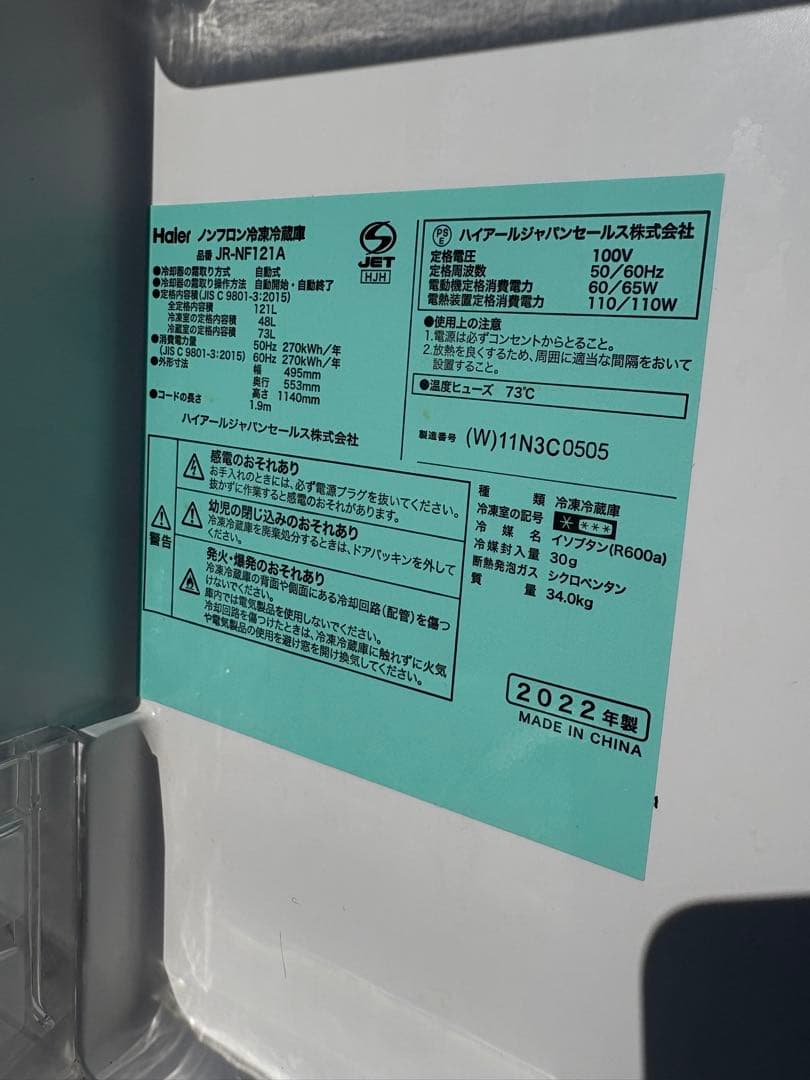 Haier ノンフロン冷凍冷蔵庫
品番 JR-NF121A
●冷却器の霜取り方式 自動式
●冷却器の霜取り操作方法 自動開始・自動終了
●定格内容積(JIS C 9801-3:2015)
全定格内容積 121L
冷凍室の定格内容積 48L
冷蔵室の定格内容積 73L
●消費電力量 50Hz 270kWh/年
(JIS C 9801-3:2015) 60Hz 270kWh/年
●外形寸法 幅 495mm
奥行 553mm
高さ 1140mm
●コードの長さ 1.9m
ハイアールジャパンセールス株式会社
S
JET
HJH
PS
E
ハイアールジャパンセールス株式会社
定格電圧 100V
定格周波数 50/60Hz
電動機定格消費電力 60/65W
電熱装置定格消費電力 110/110W
●使用上の注意
1.電源は必ずコンセントからとること。
2.放熱を良くするため、周囲に適当な間隔をおいて
設置すること。
●温度ヒューズ 73℃
製造番号 (W)11N3C0505
警告
感電のおそれあり
お手入れのときには、必ず電源プラグを抜いてください。
抜かずに作業すると感電のおそれがあります。
幼児の閉じ込みのおそれあり
冷凍冷蔵庫を廃棄処分するときは、ドアパッキンを外して
ください。
発火・爆発のおそれあり
冷凍冷蔵庫の背面や側面にある冷却回路(配管)を傷つ
けないでください。
庫内では電気製品を使用しないでください。
冷却回路を傷つけたときは、冷凍冷蔵庫に触れずに火気
や電気製品の使用を避け窓を開け換気してください。
種類 冷凍冷蔵庫
冷凍室の記号 * ***
冷媒名 イソブタン(R600a)
冷媒封入量 30g
断熱発泡ガス シクロペンタン
質量 34.0kg
2022年製
MADE IN CHINA